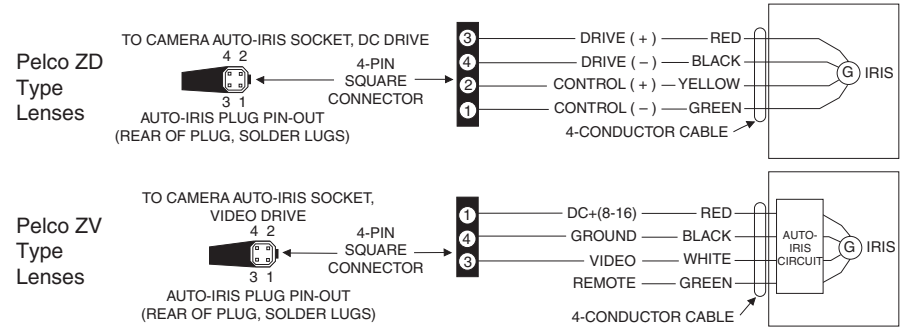 Pelco ZD
Type
Lenses
TO CAMERA AUTO-IRIS SOCKET, DC DRIVE
4 2
3 1
AUTO-IRIS PLUG PIN-OUT
(REAR OF PLUG, SOLDER LUGS)
4-PIN
SQUARE
CONNECTOR
3 DRIVE ( + ) RED
4 DRIVE ( − ) BLACK
2 CONTROL ( + ) YELLOW
1 CONTROL ( − ) GREEN
4-CONDUCTOR CABLE
G IRIS
Pelco ZV
Type
Lenses
TO CAMERA AUTO-IRIS SOCKET,
VIDEO DRIVE
4 2
3 1
AUTO-IRIS PLUG PIN-OUT
(REAR OF PLUG, SOLDER LUGS)
4-PIN
SQUARE
CONNECTOR
1 DC+(8-16) RED
4 GROUND BLACK
3 VIDEO WHITE
REMOTE GREEN
4-CONDUCTOR CABLE
AUTO-
IRIS
CIRCUIT
G IRIS